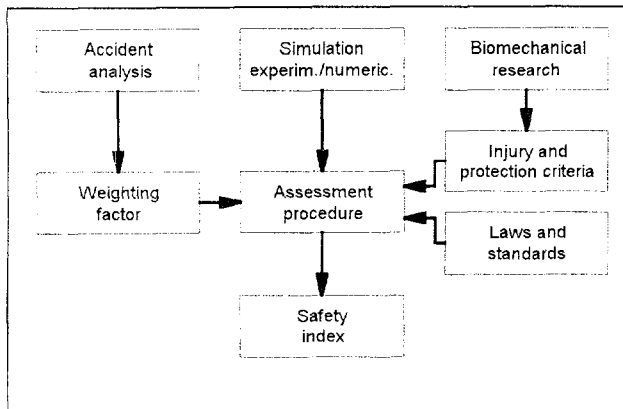 Accident
analysis
Simulation
experim./numeric.
Biomechanical
research
Injury and
protection criteria
Weighting
factor
Assessment
procedure
Laws and
standards
Safety
index